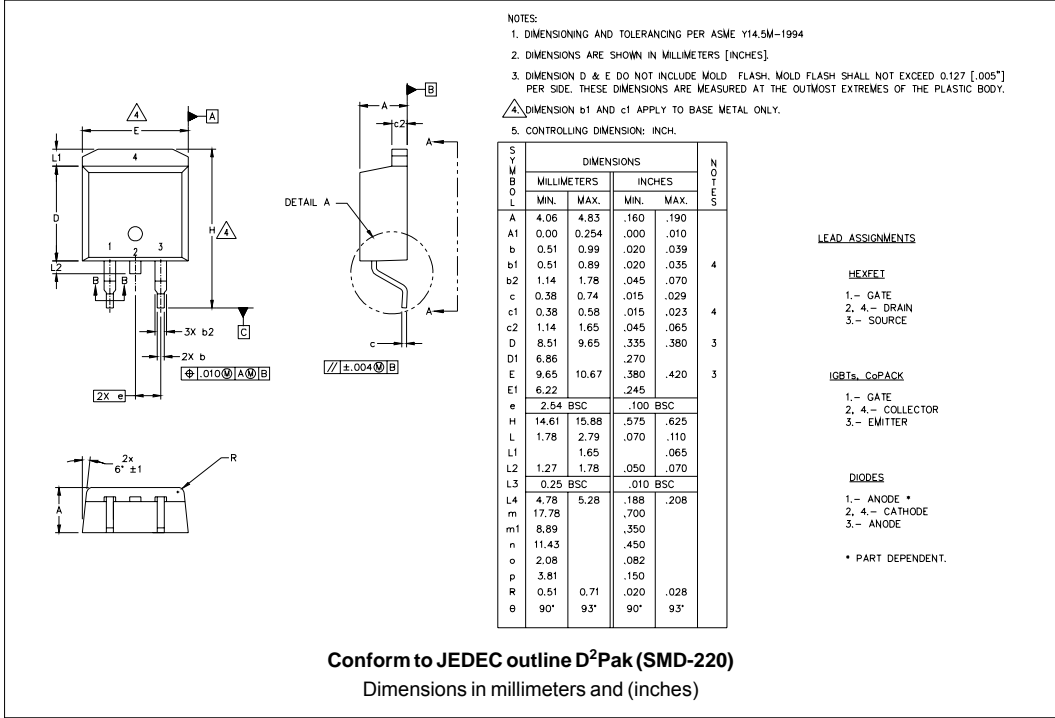 NOTES:
1. DIMENSIONING AND TOLERANCING PER ASME Y14.5M–1994
2. DIMENSIONS ARE SHOWN IN MILLIMETERS [INCHES].
3. DIMENSION D & E DO NOT INCLUDE MOLD FLASH. MOLD FLASH SHALL NOT EXCEED 0.127 [.005"]
PER SIDE. THESE DIMENSIONS ARE MEASURED AT THE OUTMOST EXTREMES OF THE PLASTIC BODY.
4. DIMENSION b1 AND c1 APPLY TO BASE METAL ONLY.
5. CONTROLLING DIMENSION: INCH.
4
E
A
L1
4
D
H 4
1 2 3
L2
B B
3X b2
C
2X b
⌖ .010 Ⓜ A Ⓜ B
2X e
A
B
c2
A
DETAIL A
A
c
// ±.004 Ⓜ B
2x
6° ±1
R
A
SYMBOL DIMENSIONS NOTES
MILLIMETERS INCHES
MIN. MAX. MIN. MAX.
A 4.06 4.83 .160 .190
A1 0.00 0.254 .000 .010
b 0.51 0.99 .020 .039
b1 0.51 0.89 .020 .035 4
b2 1.14 1.78 .045 .070
c 0.38 0.74 .015 .029
c1 0.38 0.58 .015 .023 4
c2 1.14 1.65 .045 .065
D 8.51 9.65 .335 .380 3
D1 6.86 .270
E 9.65 10.67 .380 .420 3
E1 6.22 .245
e 2.54 BSC .100 BSC
H 14.61 15.88 .575 .625
L 1.78 2.79 .070 .110
L1 1.65 .065
L2 1.27 1.78 .050 .070
L3 0.25 BSC .010 BSC
L4 4.78 5.28 .188 .208
m 17.78 .700
m1 8.89 .350
n 11.43 .450
o 2.08 .082
p 3.81 .150
R 0.51 0.71 .020 .028
θ 90° 93° 90° 93°
LEAD ASSIGNMENTS
HEXFET
1.– GATE
2, 4.– DRAIN
3.– SOURCE
IGBTs, CoPACK
1.– GATE
2, 4.– COLLECTOR
3.– EMITTER
DIODES
1.– ANODE *
2, 4.– CATHODE
3.– ANODE
* PART DEPENDENT.
Conform to JEDEC outline D²Pak (SMD-220)
Dimensions in millimeters and (inches)